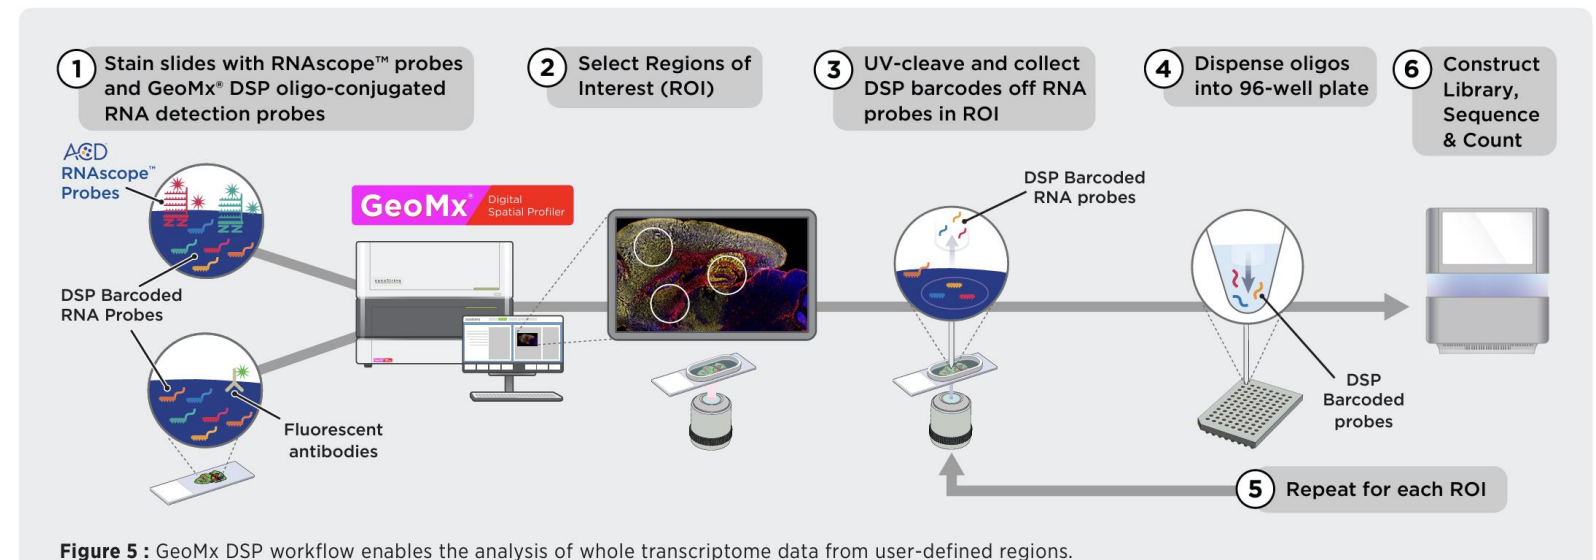 1
Stain slides with RNAscope™ probes
and GeoMx® DSP oligo-conjugated
RNA detection probes
2
Select Regions of
Interest (ROI)
3
UV-cleave and collect
DSP barcodes off RNA
probes in ROI
4
Dispense oligos
into 96-well plate
6
Construct
Library,
Sequence
& Count
ACD
RNAscope™
Probes
GeoMx®
Digital
Spatial Profiler
nanoString
DSP Barcoded
RNA probes
DSP Barcoded
RNA Probes
Fluorescent
antibodies
DSP
Barcoded
probes
5
Repeat for each ROI
Figure 5 : GeoMx DSP workflow enables the analysis of whole transcriptome data from user-defined regions.